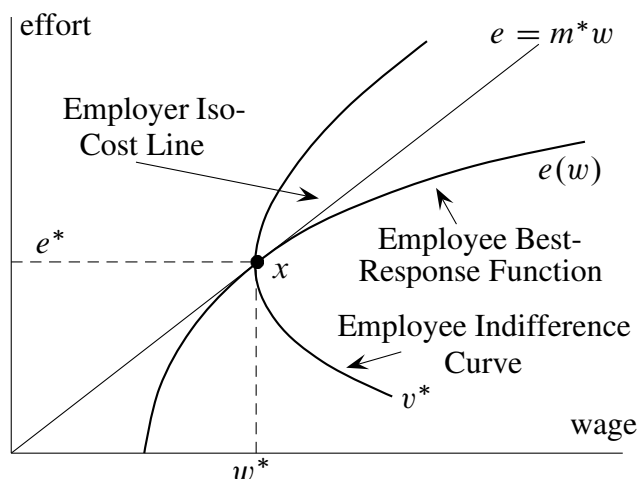 effort
e = m*w
Employer Iso-
Cost Line
e(w)
e*
x
Employee Best-
Response Function
Employee Indifference
Curve
v*
wage
w*